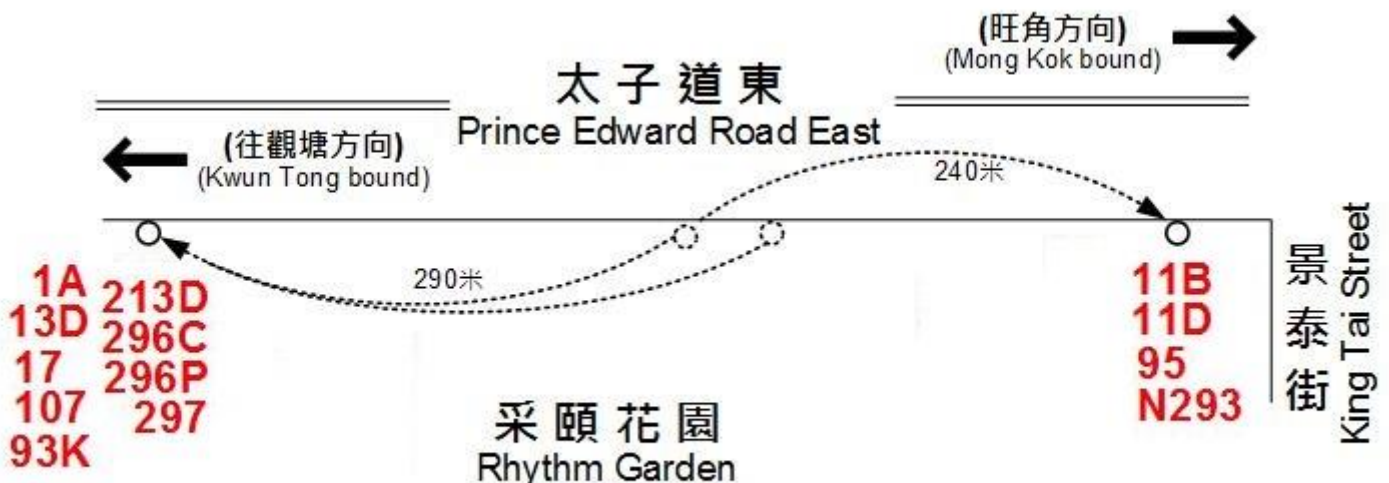 (旺角方向)
(Mong Kok bound)
太子道東
Prince Edward Road East
(往觀塘方向)
(Kwun Tong bound)
240米
290米
1A
13D
17
107
93K
213D
296C
296P
297
11B
11D
95
N293
景泰街
King Tai Street
采頤花園
Rhythm Garden